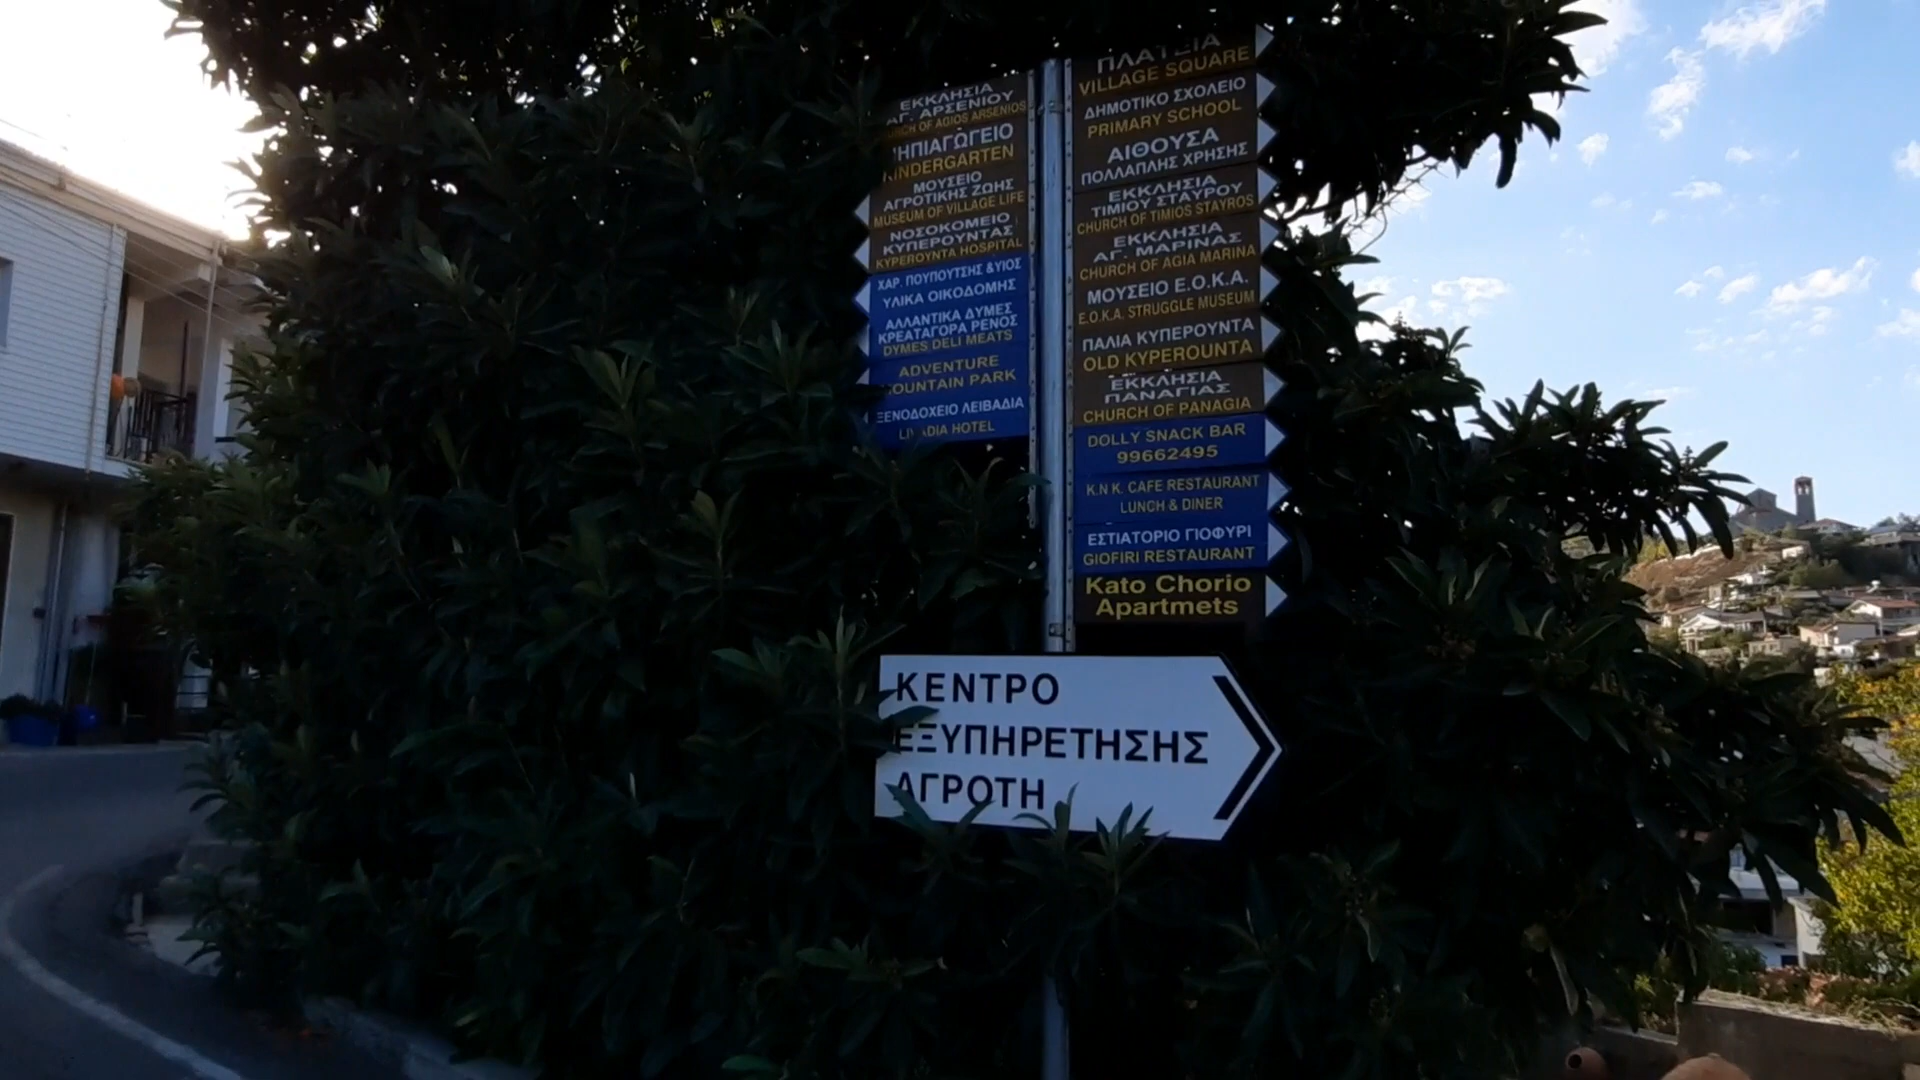 ΕΚΚΛΗΣΙΑ
ΑΓ. ΑΡΣΕΝΙΟΥ
CHURCH OF AGIOS ARSENIOS
ΝΗΠΙΑΓΩΓΕΙΟ
KINDERGARTEN
ΜΟΥΣΕΙΟ
ΑΓΡΟΤΙΚΗΣ ΖΩΗΣ
MUSEUM OF VILLAGE LIFE
ΝΟΣΟΚΟΜΕΙΟ
ΚΥΠΕΡΟΥΝΤΑΣ
KYPEROUNTA HOSPITAL
ΧΑΡ. ΠΟΥΠΟΥΤΣΗΣ &ΥΙΟΣ
ΥΛΙΚΑ ΟΙΚΟΔΟΜΗΣ
ΑΛΛΑΝΤΙΚΑ ΔΥΜΕΣ
ΚΡΕΑΤΑΓΟΡΑ ΡΕΝΟΣ
DYMES DELI MEATS
ADVENTURE
MOUNTAIN PARK
ΞΕΝΟΔΟΧΕΙΟ ΛΕΙΒΑΔΙΑ
LIVADIA HOTEL
ΠΛΑΤΕΙΑ
VILLAGE SQUARE
ΔΗΜΟΤΙΚΟ ΣΧΟΛΕΙΟ
PRIMARY SCHOOL
ΑΙΘΟΥΣΑ
ΠΟΛΛΑΠΛΗΣ ΧΡΗΣΗΣ
ΕΚΚΛΗΣΙΑ
ΤΙΜΙΟΥ ΣΤΑΥΡΟΥ
CHURCH OF TIMIOS STAYROS
ΕΚΚΛΗΣΙΑ
ΑΓ. ΜΑΡΙΝΑΣ
CHURCH OF AGIA MARINA
ΜΟΥΣΕΙΟ Ε.Ο.Κ.Α.
E.O.K.A. STRUGGLE MUSEUM
ΠΑΛΙΑ ΚΥΠΕΡΟΥΝΤΑ
OLD KYPEROUNTA
ΕΚΚΛΗΣΙΑ
ΠΑΝΑΓΙΑΣ
CHURCH OF PANAGIA
DOLLY SNACK BAR
99662495
K.N K. CAFE RESTAURANT
LUNCH & DINER
ΕΣΤΙΑΤΟΡΙΟ ΓΙΟΦΥΡΙ
GIOFIRI RESTAURANT
Kato Chorio
Apartmets
ΚΕΝΤΡΟ
ΕΞΥΠΗΡΕΤΗΣΗΣ
ΑΓΡΟΤΗ